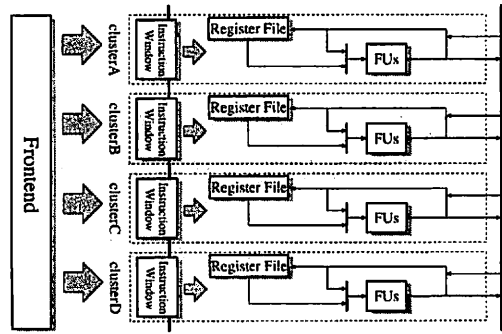 Frontend
clusterA
Instruction
Window
Register File
FUs
clusterB
Instruction
Window
Register File
FUs
clusterC
Instruction
Window
Register File
FUs
clusterD
Instruction
Window
Register File
FUs